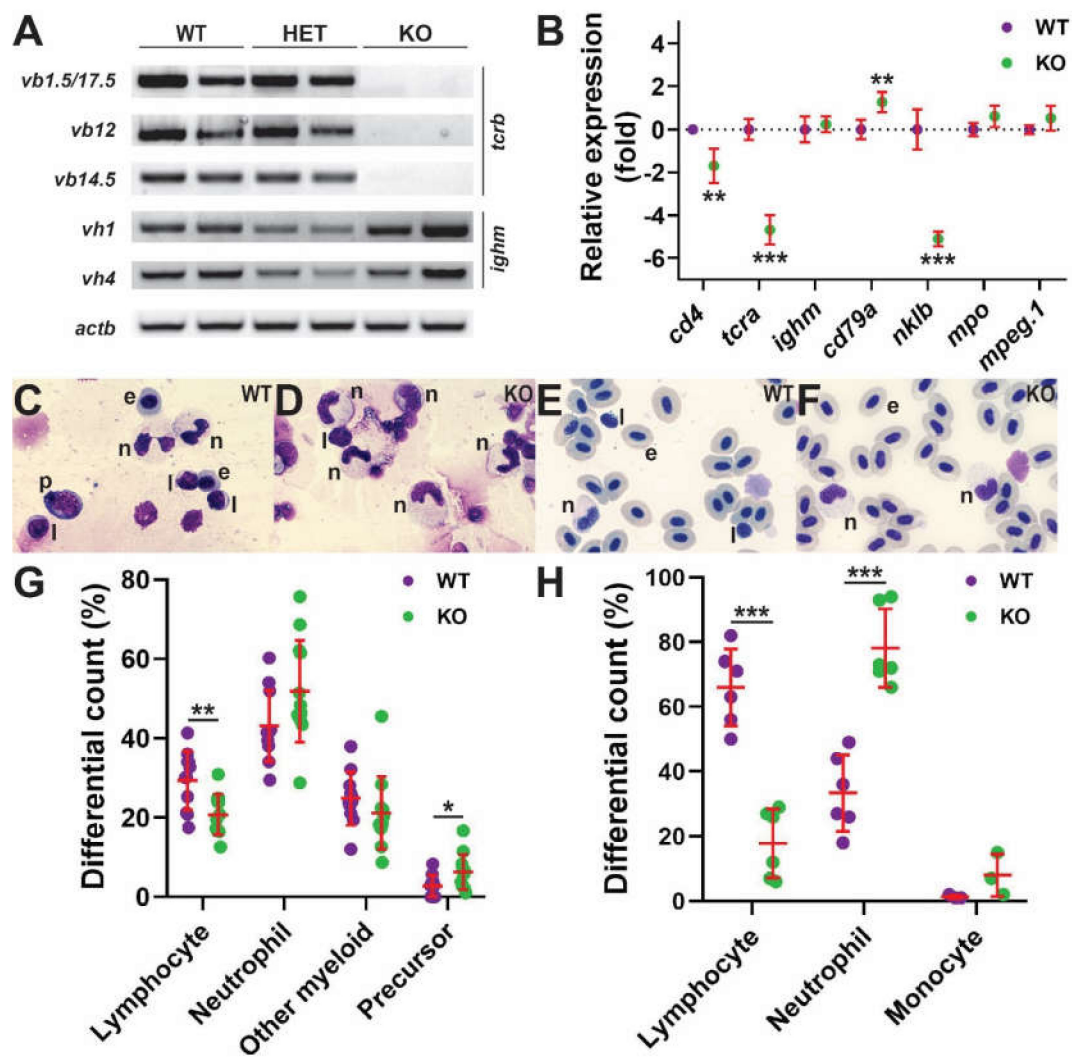 A
WT HET KO
vb1.5/17.5
vb12
vb14.5
tcrb
vh1
vh4
ighm
actb
B
WT
KO
Relative expression
(fold)
4
2
0
-2
-4
-6
**
***
**
***
cd4 tcra ighm cd79a nklb mpo mpeg.1
C WT
e
n
n
p
l
e
l
D KO
n
n
l
n
n
E WT
l
e
n
l
F KO
e
n
n
G
WT
KO
Differential count (%)
80
60
40
20
0
**
*
Lymphocyte Neutrophil Other myeloid Precursor
H
WT
KO
Differential count (%)
100
80
60
40
20
0
***
***
Lymphocyte Neutrophil Monocyte